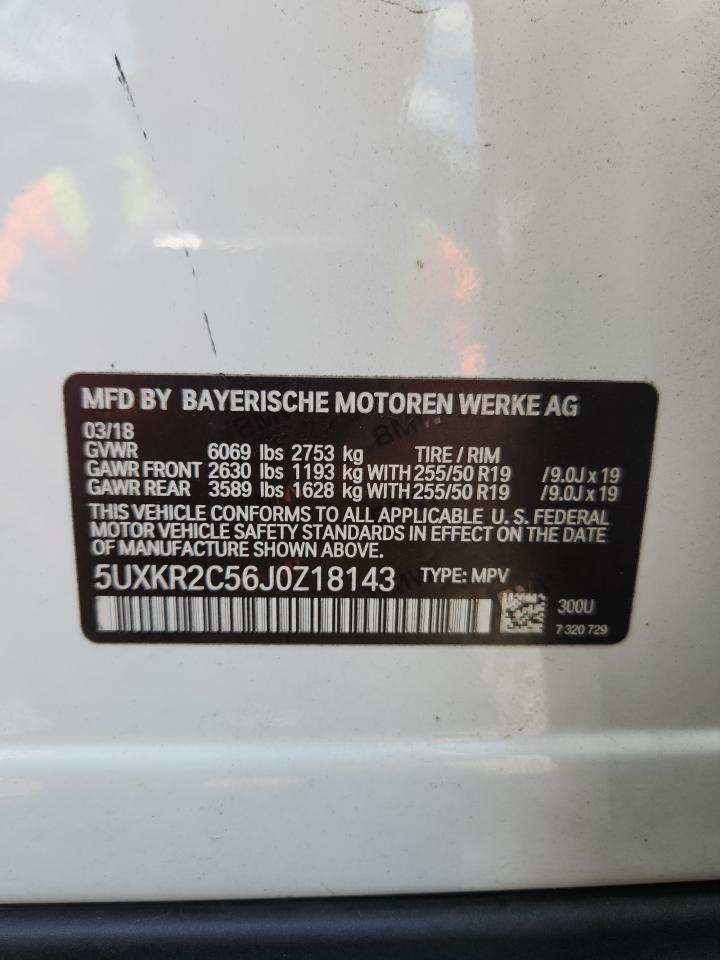 MFD BY BAYERISCHE MOTOREN WERKE AG
03/18
GVWR 6069 lbs 2753 kg TIRE / RIM
GAWR FRONT 2630 lbs 1193 kg WITH 255/50 R19 /9.0J x 19
GAWR REAR 3589 lbs 1628 kg WITH 255/50 R19 /9.0J x 19
THIS VEHICLE CONFORMS TO ALL APPLICABLE U. S. FEDERAL
MOTOR VEHICLE SAFETY STANDARDS IN EFFECT ON THE DATE
OF MANUFACTURE SHOWN ABOVE.
5UXKR2C56J0Z18143 TYPE: MPV
300U
7 320 729